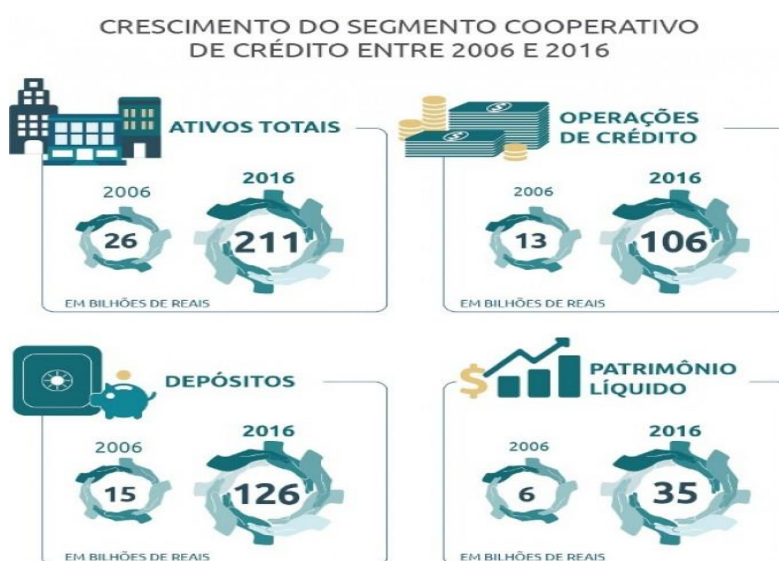 CRESCIMENTO DO SEGMENTO COOPERATIVO
DE CRÉDITO ENTRE 2006 E 2016
ATIVOS TOTAIS
2006
2016
26
211
EM BILHÕES DE REAIS
OPERAÇÕES
DE CRÉDITO
2006
2016
13
106
EM BILHÕES DE REAIS
DEPÓSITOS
2006
2016
15
126
EM BILHÕES DE REAIS
$
PATRIMÔNIO
LÍQUIDO
2006
2016
6
35
EM BILHÕES DE REAIS